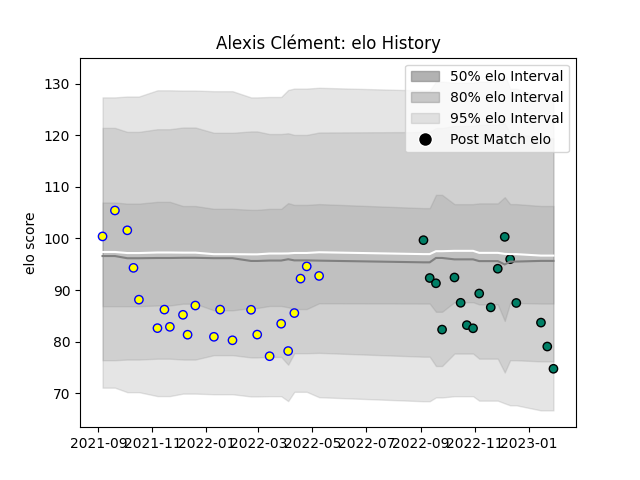 Alexis Clément: elo History
elo score
130
120
110
100
90
80
70
50% elo Interval
80% elo Interval
95% elo Interval
Post Match elo
2021-09 2021-11 2022-01 2022-03 2022-05 2022-07 2022-09 2022-11 2023-01